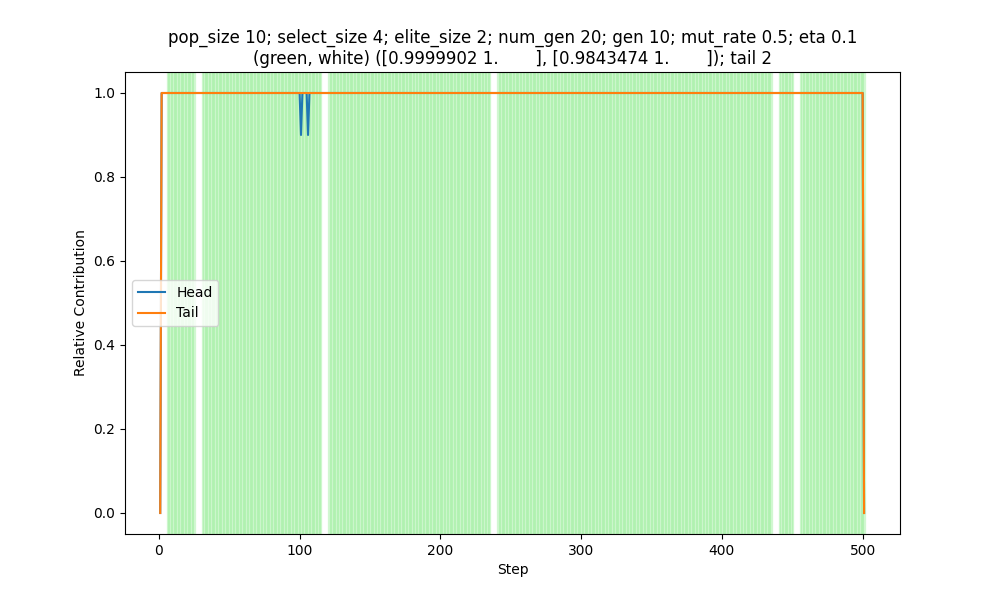 pop_size 10; select_size 4; elite_size 2; num_gen 20; gen 10; mut_rate 0.5; eta 0.1
(green, white) ([0.9999902 1.       ], [0.9843474 1.       ]); tail 2
1.0
0.8
0.6
0.4
0.2
0.0
Relative Contribution
Head
Tail
0 100 200 300 400 500
Step